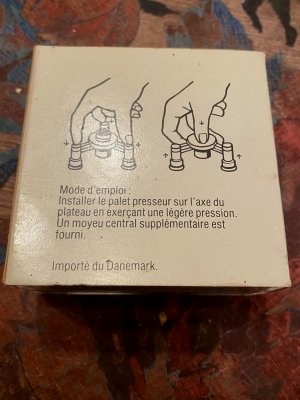 Mode d'emploi :
Installer le palet presseur sur l'axe du
plateau en exerçant une légère pression.
Un moyeu central supplémentaire est
fourni.
Importé du Danemark.